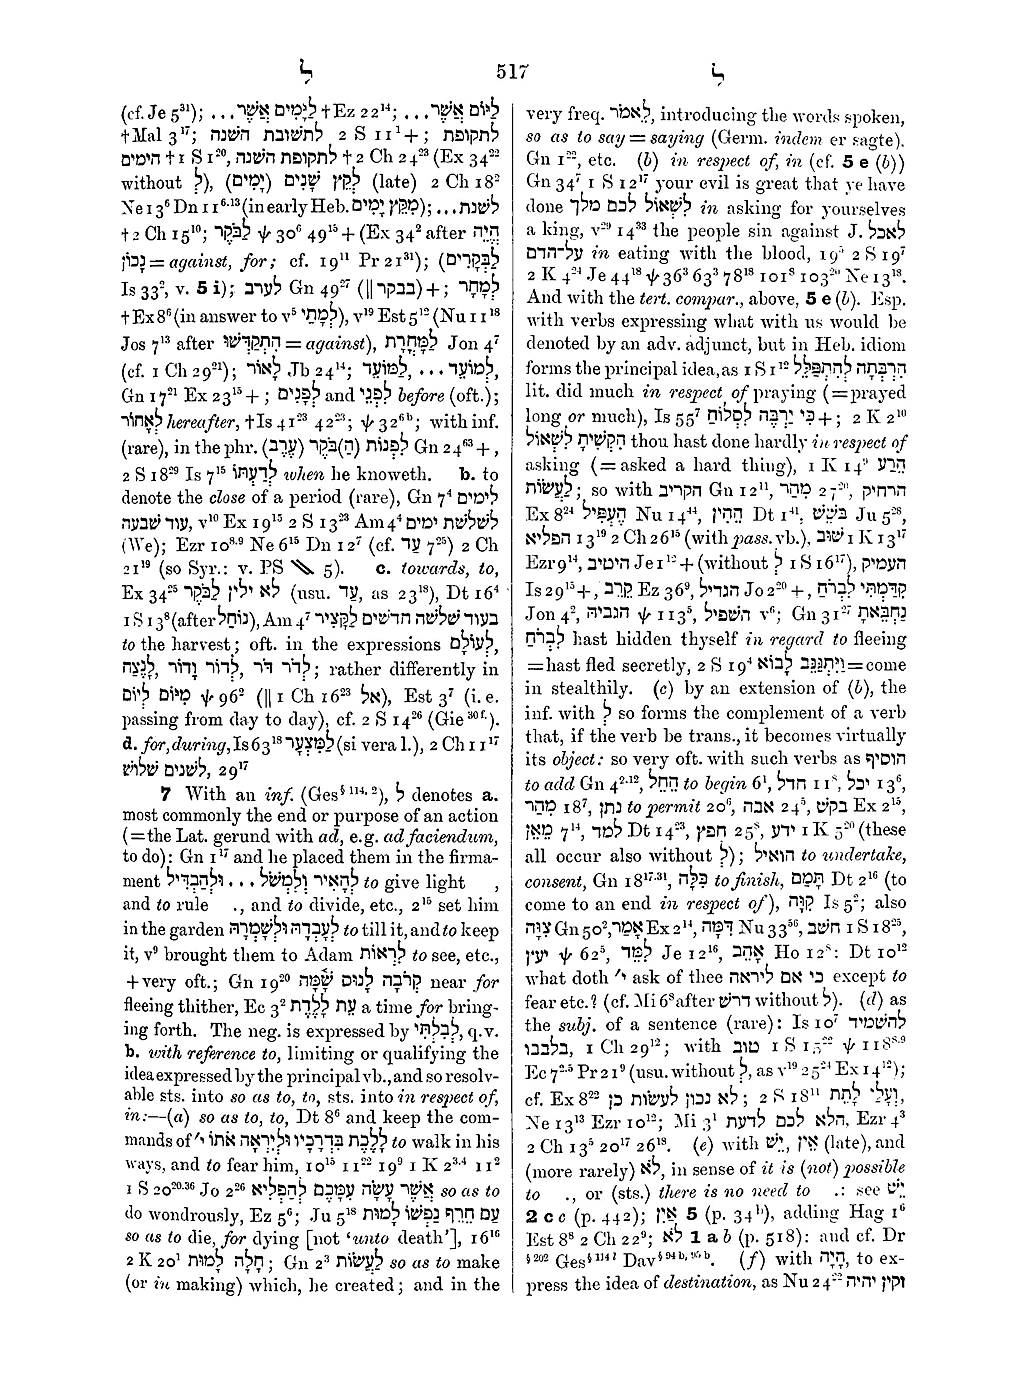 לְ 517 לְ
(cf. Je 5³¹); לְיוֹם אֲשֶׁר...; †Ez 22¹⁴ לַיָּמִים אֲשֶׁר...
†Mal 3¹⁷; לתשובת השנה 2 S 11¹+; לתקופת
הימים †1 S 1²⁰, לתקופת השנה †2 Ch 24²³ (Ex 34²²
without לְ), לְקֵץ שָׁנִים (יָמִים) (late) 2 Ch 18²
Ne 13⁶ Dn 11⁶·¹³ (in early Heb. מִקֵּץ יָמִים); לשנת...
†2 Ch 15¹⁰; לַבֹּקֶר ψ 30⁶ 49¹⁵+ (Ex 34² after הֱיֵה
נָכוֹן = against, for; cf. 19¹¹ Pr 21³¹); (לַבְּקָרִים
Is 33², v. 5 i); לערב Gn 49²⁷ (‖ בבקר)+; לְמָחָר
†Ex 8⁶ (in answer to v⁵ לְמָתַי), v¹⁹ Est 5¹² (Nu 11¹⁸
Jos 7¹³ after הִתְקַדְּשׁוּ = against), לַמָּחֳרָת Jon 4⁷
(cf. 1 Ch 29²¹); לָאוֹר Jb 24¹⁴; לַמּוֹעֵד, לְמוֹעֵד...,
Gn 17²¹ Ex 23¹⁵+; לְפָנִים and לִפְנֵי before (oft.);
לְאָחוֹר hereafter, †Is 41²³ 42²³; ψ 32⁶ᵇ; with inf.
(rare), in the phr. לִפְנוֹת (הַ)בֹּקֶר (עֶרֶב) Gn 24⁶³+,
2 S 18²⁹ Is 7¹⁵ לְדַעְתּוֹ when he knoweth. b. to
denote the close of a period (rare), Gn 7⁴ לימים
עוד שבעה, v¹⁰ Ex 19¹⁵ 2 S 13²³ Am 4⁴ לשלשת ימים
(We); Ezr 10⁸·⁹ Ne 6¹⁵ Dn 12⁷ (cf. עַד 7²⁵) 2 Ch
21¹⁹ (so Syr.: v. PS 5). c. towards, to,
Ex 34²⁵ לא ילין לַבֹּקֶר (usu. עַד, as 23¹⁸), Dt 16⁴
1 S 13⁸ (after נוֹחַל), Am 4⁷ בעוד שלשה חדשים לַקָּצִיר
to the harvest; oft. in the expressions לְעוֹלָם,
לָנֶצַח, לְדוֹר וָדוֹר, לְדֹר דֹּר; rather differently in
מִיּוֹם לְיוֹם ψ 96² (‖ 1 Ch 16²³ אל), Est 3⁷ (i.e.
passing from day to day), cf. 2 S 14²⁶ (Gie³⁰ ᶠ·).
d. for, during, Is 63¹⁸ לַמִּצְעָר (si vera l.), 2 Ch 11¹⁷
לשנים שלוש, 29¹⁷
7 With an inf. (Ges§ 114, 2), לְ denotes a.
most commonly the end or purpose of an action
(= the Lat. gerund with ad, e.g. ad faciendum,
to do): Gn 1¹⁷ and he placed them in the firma-
ment לְהָאִיר וְלִמְשֹׁל ... וּלְהַבְדִּיל to give light ,
and to rule ., and to divide, etc., 2¹⁵ set him
in the garden לְעָבְדָהּ וּלְשָׁמְרָהּ to till it, and to keep
it, v⁹ brought them to Adam לִרְאוֹת to see, etc.,
+ very oft.; Gn 19²⁰ קְרֹבָה לָנוּס שָׁמָּה near for
fleeing thither, Ec 3² עֵת לָלֶדֶת a time for bring-
ing forth. The neg. is expressed by לְבִלְתִּי, q.v.
b. with reference to, limiting or qualifying the
idea expressed by the principal vb., and so resolv-
able sts. into so as to, to, sts. into in respect of,
in:—(a) so as to, to, Dt 8⁶ and keep the com-
mands of יʹ לָלֶכֶת בִּדְרָכָיו וּלְיִרְאָה אֹתוֹ to walk in his
ways, and to fear him, 10¹⁵ 11²² 19⁹ 1 K 2³·⁴ 11²
1 S 20²⁰·³⁶ Jo 2²⁶ אֲשֶׁר עָשָׂה עִמָּכֶם לְהַפְלִיא so as to
do wondrously, Ez 5⁶; Ju 5¹⁸ עַם חֵרֵף נַפְשׁוֹ לָמוּת
so as to die, for dying [not 'unto death'], 16¹⁶
2 K 20¹ חָלָה לָמוּת; Gn 2³ לַעֲשׂוֹת so as to make
(or in making) which, he created; and in the
very freq. לֵאמֹר, introducing the words spoken,
so as to say = saying (Germ. indem er sagte).
Gn 1²², etc. (b) in respect of, in (cf. 5 e (b))
Gn 34⁷ 1 S 12¹⁷ your evil is great that ye have
done לִשְׁאוֹל לכם מלך in asking for yourselves
a king, v²⁹ 14³³ the people sin against J. לאכל
על־הדם in eating with the blood, 19⁵ 2 S 19⁷
2 K 4²⁴ Je 44¹⁸ ψ 36³ 63³ 78¹⁸ 101⁸ 103²⁰ Ne 13¹⁸.
And with the tert. compar., above, 5 e (b). Esp.
with verbs expressing what with us would be
denoted by an adv. adjunct, but in Heb. idiom
forms the principal idea, as 1 S 1¹² הִרְבְּתָה לְהִתְפַּלֵּל
lit. did much in respect of praying (= prayed
long or much), Is 55⁷ כִּי יַרְבֶּה לִסְלוֹחַ+; 2 K 2¹⁰
הִקְשִׁיתָ לִשְׁאוֹל thou hast done hardly in respect of
asking (= asked a hard thing), 1 K 14⁹ הֵרַע
לַעֲשׂוֹת; so with הקריב Gn 12¹¹, מִהַר 27²⁰, הרחיק
Ex 8²⁴ הֶעְפִּיל Nu 14⁴⁴, הֵהִין Dt 1⁴¹, בּשֵׁשׁ Ju 5²⁸,
הפליא 13¹⁹ 2 Ch 26¹⁵ (with pass. vb.), שׁוּב 1 K 13¹⁷
Ezr 9¹⁴, היטיב Je 1¹²+ (without לְ 1 S 16¹⁷), העמיק
Is 29¹⁵+, קֵרַב Ez 36⁸, הגדיל Jo 2²⁰+, קִדַּמְתִּי לִבְרֹחַ
Jon 4², הגביה ψ 113⁵, השפיל v⁶; Gn 31²⁷ נַחְבֵּאתָ
לִבְרֹחַ hast hidden thyself in regard to fleeing
= hast fled secretly, 2 S 19⁴ וַיִּתְגַּנֵּב לָבוֹא = come
in stealthily. (c) by an extension of (b), the
inf. with לְ so forms the complement of a verb
that, if the verb be trans., it becomes virtually
its object: so very oft. with such verbs as הוסיף
to add Gn 4²·¹², הֵחֵל to begin 6¹, חדל 11⁸, יכל 13⁶,
מִהַר 18⁷, נתן to permit 20⁶, אבה 24⁵, בקּשׁ Ex 2¹⁵,
מֵאֵן 7¹⁴, למד Dt 14²³, חפץ 25⁸, ידע 1 K 5²⁰ (these
all occur also without לְ); הואיל to undertake,
consent, Gn 18¹⁷·³¹, כִּלָּה to finish, תָּמַם Dt 2¹⁶ (to
come to an end in respect of), קִוָּה Is 5²; also
צִוָּה Gn 50², אָמַר Ex 2¹⁴, דִּמָּה Nu 33⁵⁶, חשב 1 S 18²⁵,
יעץ ψ 62⁵, לִמֵּד Je 12¹⁶, אָהֵב Ho 12⁸: Dt 10¹²
what doth יʹ ask of thee כי אם ליראה except to
fear etc.? (cf. Mi 6⁸ after דרש without לְ). (d) as
the subj. of a sentence (rare): Is 10⁷ להשמיד
בלבבו, 1 Ch 29¹²; with טוב 1 S 15²² ψ 118⁸·⁹
Ec 7²·⁵ Pr 21⁹ (usu. without לְ, as v¹⁹ 25²⁴ Ex 14¹²);
cf. Ex 8²² לא נכון לעשות כן; 2 S 18¹¹ וְעָלַי לָתֶת,
Ne 13¹³ Ezr 10¹²; Mi 3¹ הלא לכם לדעת, Ezr 4³
2 Ch 13⁵ 20¹⁷ 26¹⁸. (e) with אֵין, יֵשׁ (late), and
(more rarely) לֹא, in sense of it is (not) possible
to ., or (sts.) there is no need to .: see יֵשׁ
2 c c (p. 442); אַיִן 5 (p. 34ᵇ), adding Hag 1⁶
Est 8⁸ 2 Ch 22⁹; לֹא 1 a b (p. 518): and cf. Dr
§ 202 Ges§ 114 l Dav§ 94 b, 95 b. (f) with הָיָה, to ex-
press the idea of destination, as Nu 24²² יהיה קין